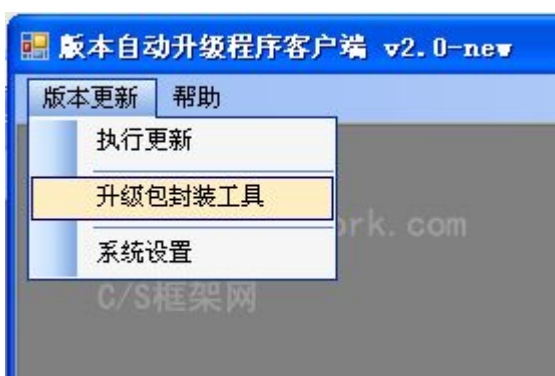 版本自动升级程序客户端 v2.0-new
版本更新 帮助
执行更新
升级包封装工具
rk.com
系统设置
C/S框架网